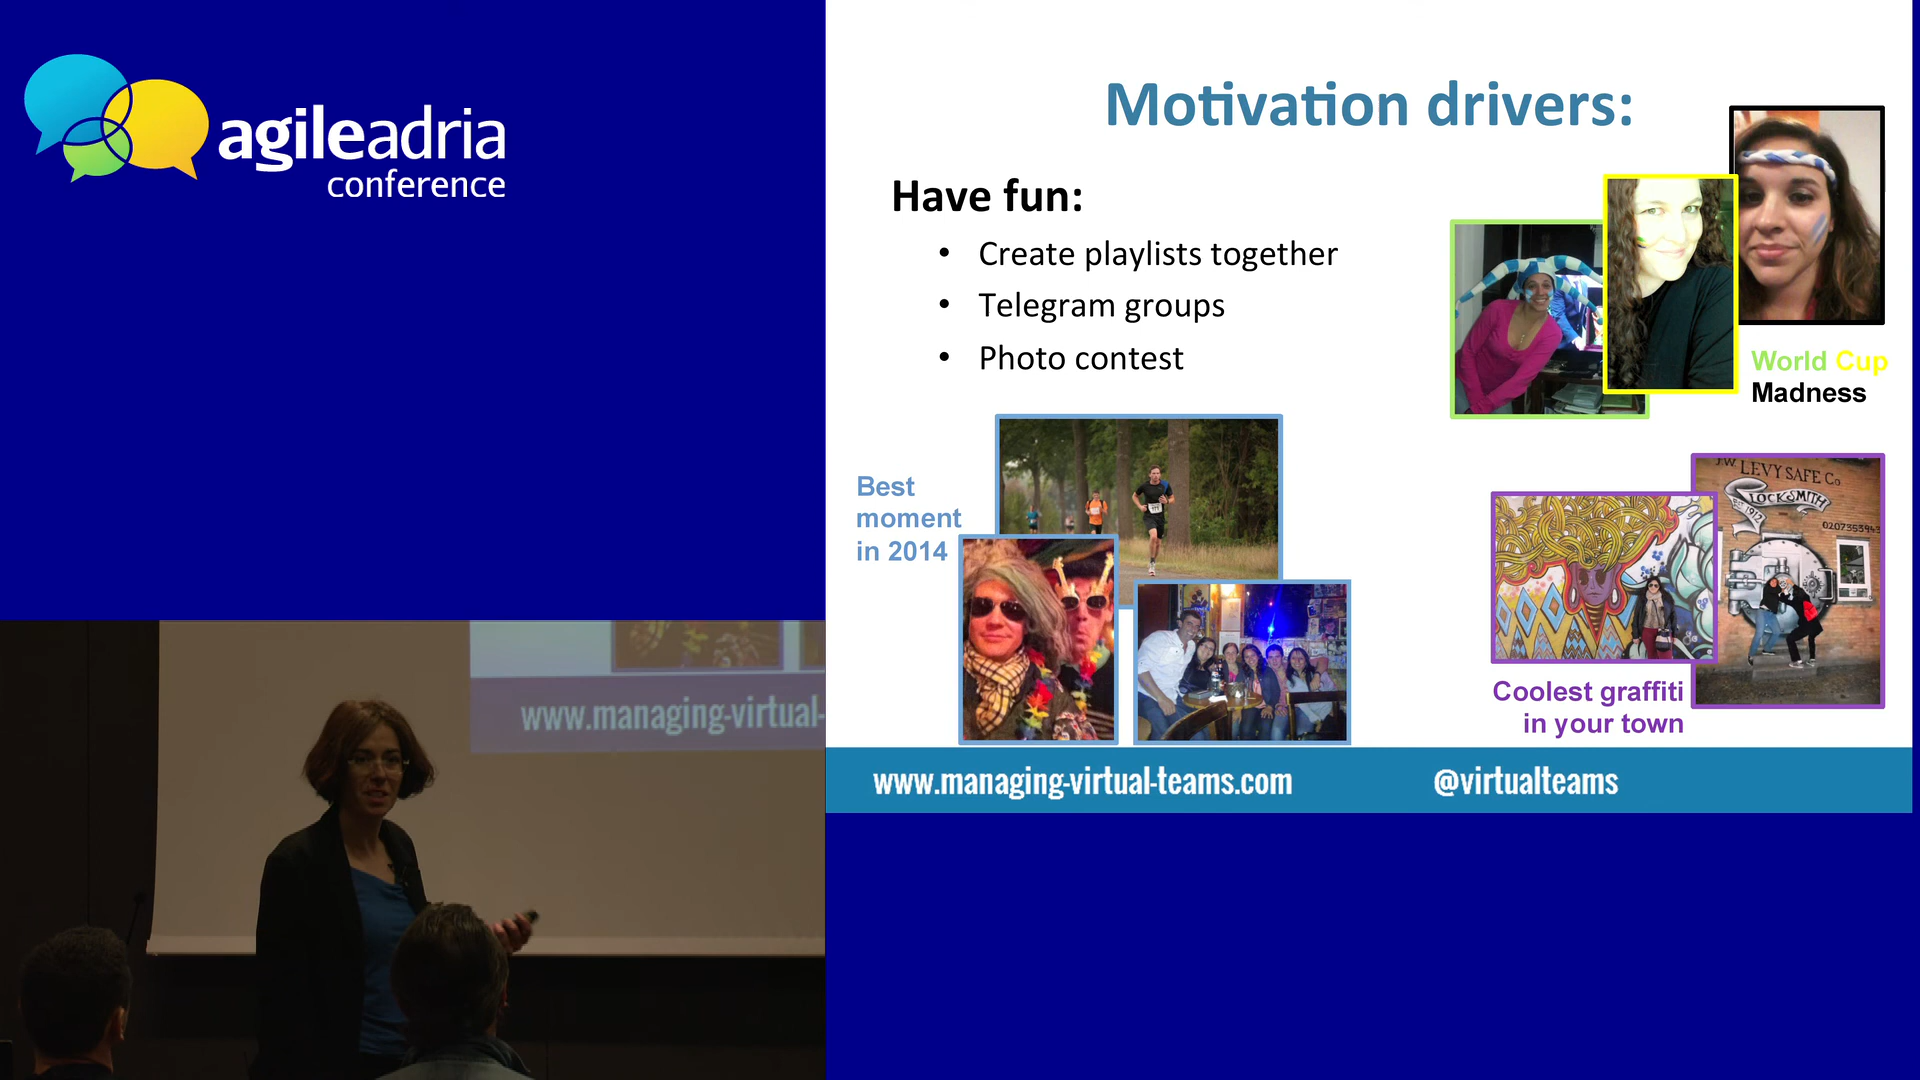 agileadria
conference
Motivation drivers:
Have fun:
• Create playlists together
• Telegram groups
• Photo contest
World Cup
Madness
Best
moment
in 2014
J.W. LEVY SAFE Co
LOCKSMITH
1912
Coolest graffiti
in your town
www.managing-virtual-teams.com
@virtualteams
www.managing-virtual-